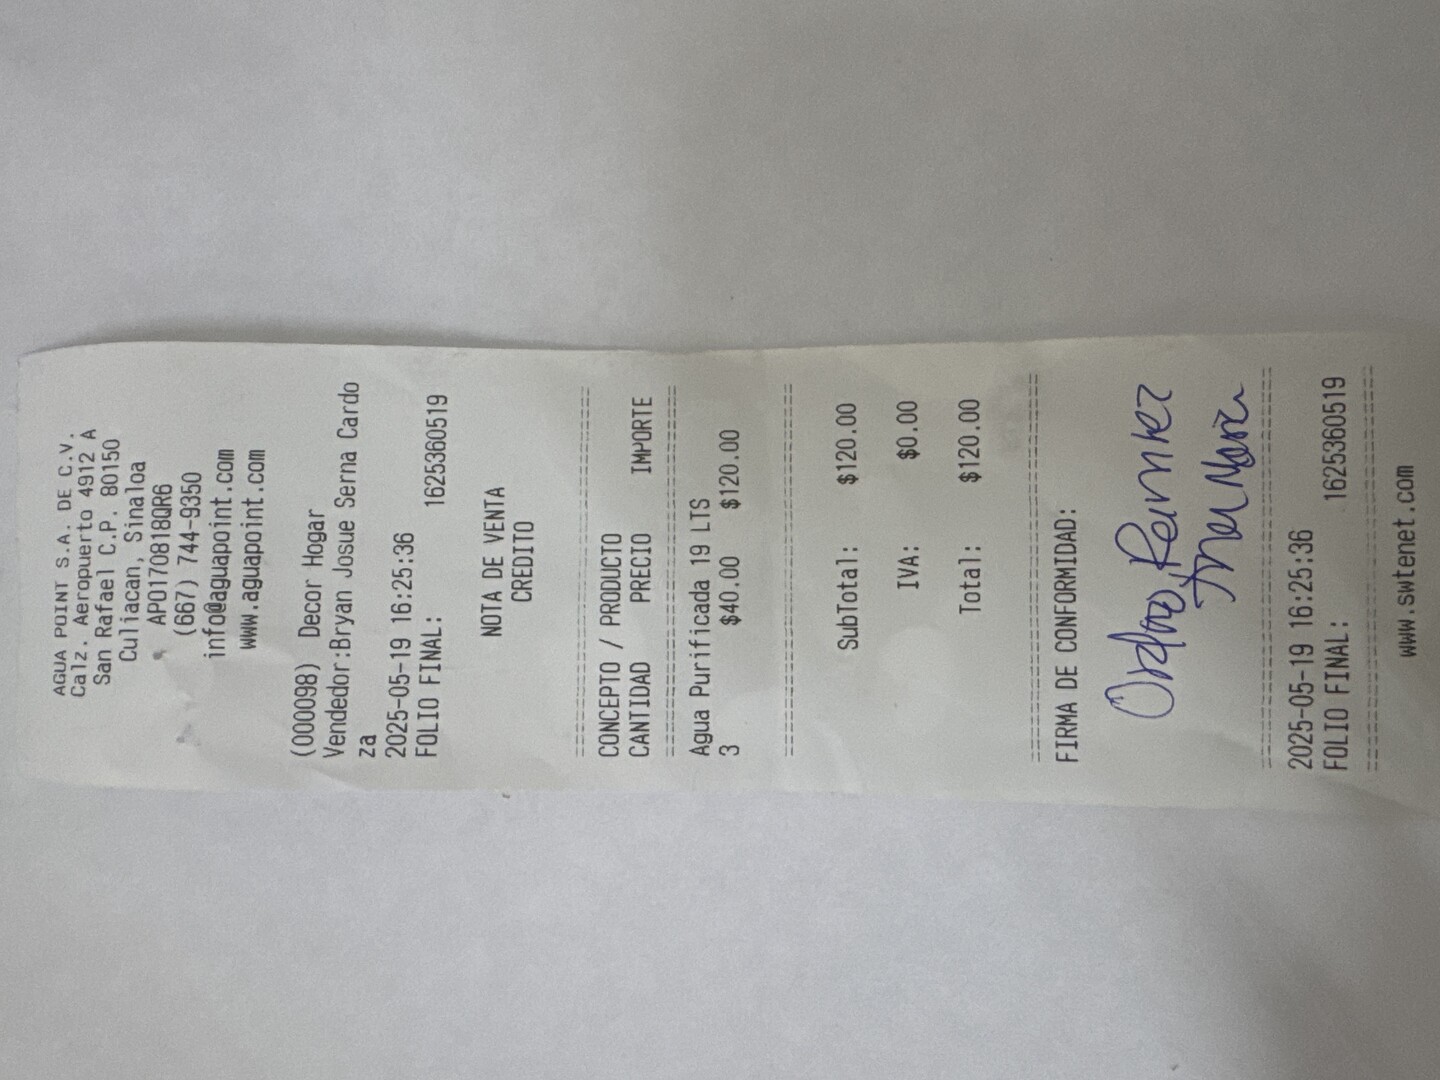 AGUA POINT S.A. DE C.V.
Calz. Aeropuerto 4912 A
San Rafael C.P. 80150
Culiacan, Sinaloa
APO170818QR6
(667) 744-9350
info@aguapoint.com
www.aguapoint.com
(000098) Decor Hogar
Vendedor:Bryan Josue Serna Cardo
za
2025-05-19 16:25:36
FOLIO FINAL: 1625360519
NOTA DE VENTA
CREDITO
================================
CONCEPTO / PRODUCTO
CANTIDAD PRECIO IMPORTE
================================
Agua Purificada 19 LTS
3 $40.00 $120.00
================================
SubTotal: $120.00
IVA: $0.00
Total: $120.00
================================
FIRMA DE CONFORMIDAD:
================================
2025-05-19 16:25:36
FOLIO FINAL: 1625360519
================================
www.swtenet.com